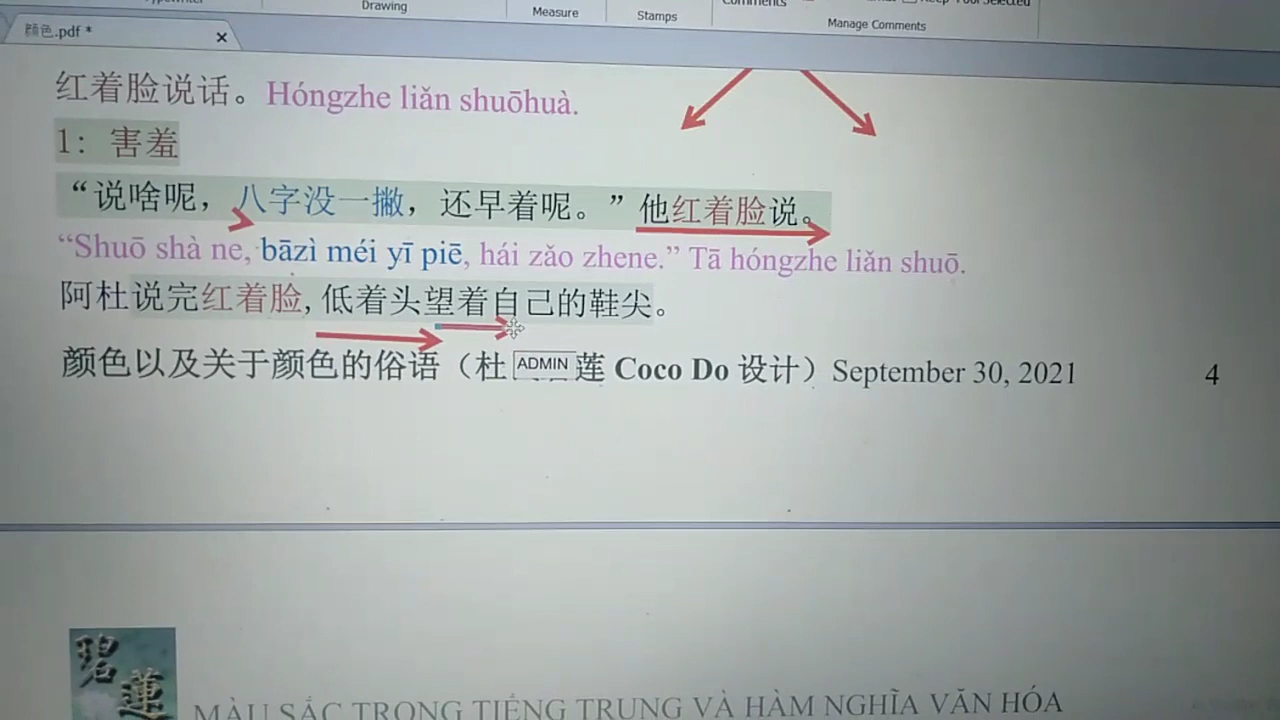 Drawing
Measure
Stamps
Comments
Manage Comments
颜色.pdf *
红着脸说话。Hóngzhe liǎn shuōhuà.
1：害羞
“说啥呢，八字没一撇，还早着呢。”他红着脸说。
“Shuō shà ne, bāzì méi yī piē, hái zǎo zhene.” Tā hóngzhe liǎn shuō.
阿杜说完红着脸, 低着头望着自己的鞋尖。
颜色以及关于颜色的俗语（杜 ADMIN 莲 Coco Do 设计）September 30, 2021 4
碧蓮
MÀU SẮC TRONG TIẾNG TRUNG VÀ HÀM NGHĨA VĂN HÓA